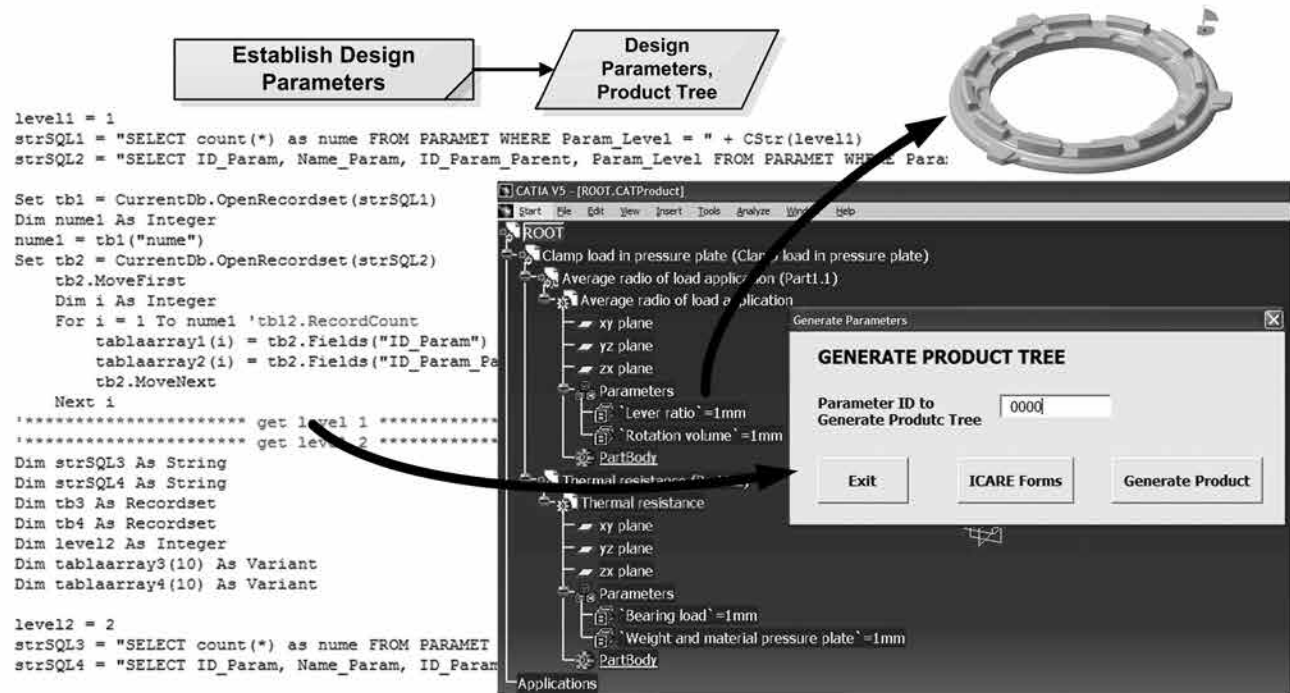 Establish Design
Parameters
Design
Parameters,
Product Tree
level1 = 1
strSQL1 = "SELECT count(*) as nume FROM PARAMET WHERE Param_Level = " + CStr(level1)
strSQL2 = "SELECT ID_Param, Name_Param, ID_Param_Parent, Param_Level FROM PARAMET WHERE Para
Set tb1 = CurrentDb.OpenRecordset(strSQL1)
Dim nume1 As Integer
nume1 = tb1("nume")
Set tb2 = CurrentDb.OpenRecordset(strSQL2)
tb2.MoveFirst
Dim i As Integer
For i = 1 To nume1 'tbl2.RecordCount
tablaarray1(i) = tb2.Fields("ID_Param")
tablaarray2(i) = tb2.Fields("ID_Param_Pa
tb2.MoveNext
Next i
'************************ get level 1 *************
'************************ get level 2 *************
Dim strSQL3 As String
Dim strSQL4 As String
Dim tb3 As Recordset
Dim tb4 As Recordset
Dim level2 As Integer
Dim tablaarray3(10) As Variant
Dim tablaarray4(10) As Variant
level2 = 2
strSQL3 = "SELECT count(*) as nume FROM PARAMET
strSQL4 = "SELECT ID_Param, Name_Param, ID_Param
CATIA V5 - [ROOT.CATProduct]
Start File Edit View Insert Tools Analyze Help
ROOT
Clamp load in pressure plate (Clamp load in pressure plate)
Average radio of load application (Part1.1)
Average radio of load application
xy plane
yz plane
zx plane
Parameters
`Lever ratio`=1mm
`Rotation volume`=1mm
PartBody
Thermal resistance
Thermal resistance
xy plane
yz plane
zx plane
Parameters
`Bearing load`=1mm
`Weight and material pressure plate`=1mm
PartBody
Applications
Generate Parameters
GENERATE PRODUCT TREE
Parameter ID to
Generate Produtc Tree
0000
Exit ICARE Forms Generate Product